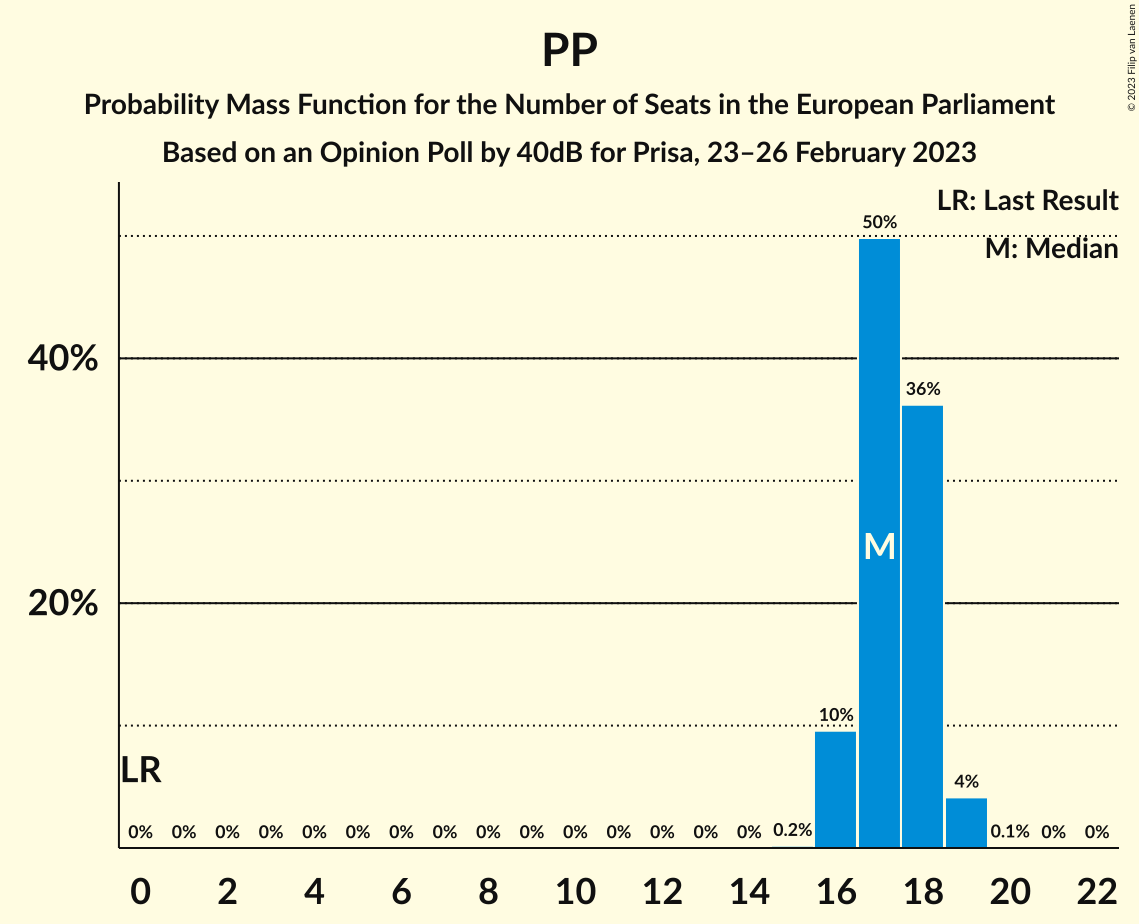 PP
Probability Mass Function for the Number of Seats in the European Parliament
Based on an Opinion Poll by 40dB for Prisa, 23–26 February 2023
© 2023 Filip van Laenen
LR: Last Result
M: Median
50%
40%
36%
M
20%
10%
LR
4%
0% 0% 0% 0% 0% 0% 0% 0% 0% 0% 0% 0% 0% 0% 0% 0.2% 0.1% 0% 0%
0 2 4 6 8 10 12 14 16 18 20 22